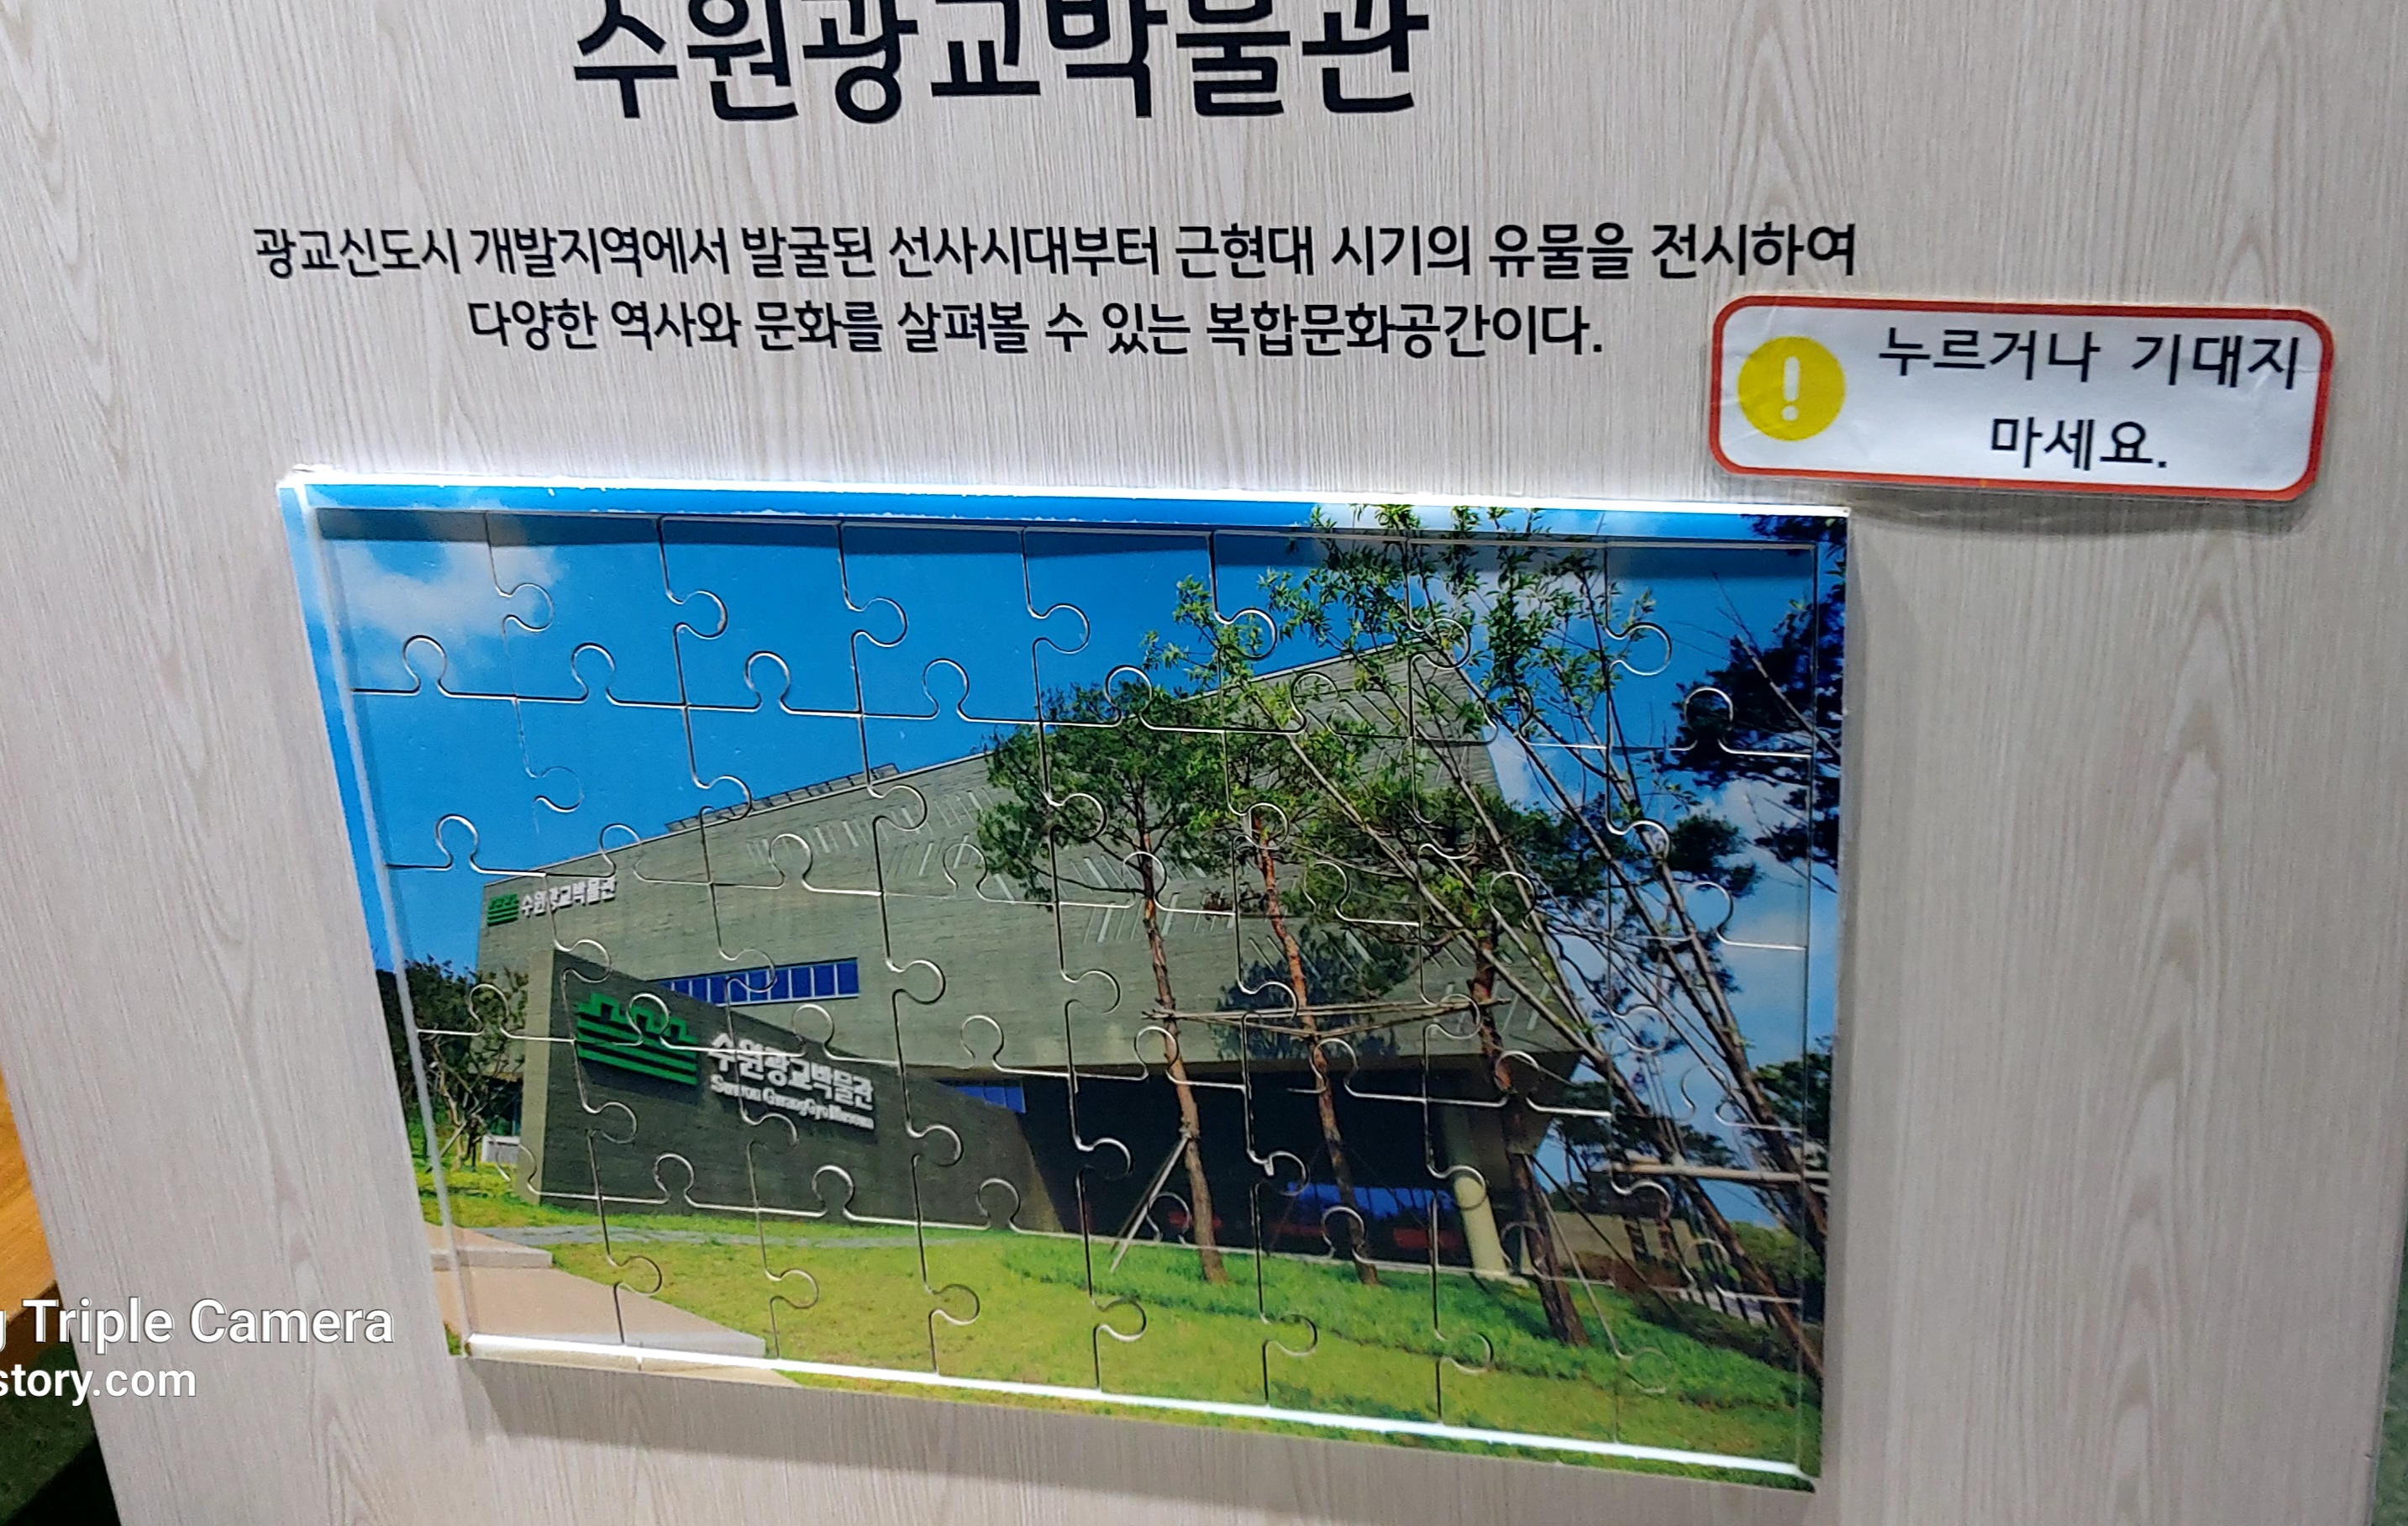 수원광교박물관
광교신도시 개발지역에서 발굴된 선사시대부터 근현대 시기의 유물을 전시하여
다양한 역사와 문화를 살펴볼 수 있는 복합문화공간이다.
누르거나 기대지
마세요.
수원광교박물관
수원광교박물관
Suwon GwangGyo Museum
Triple Camera
story.com